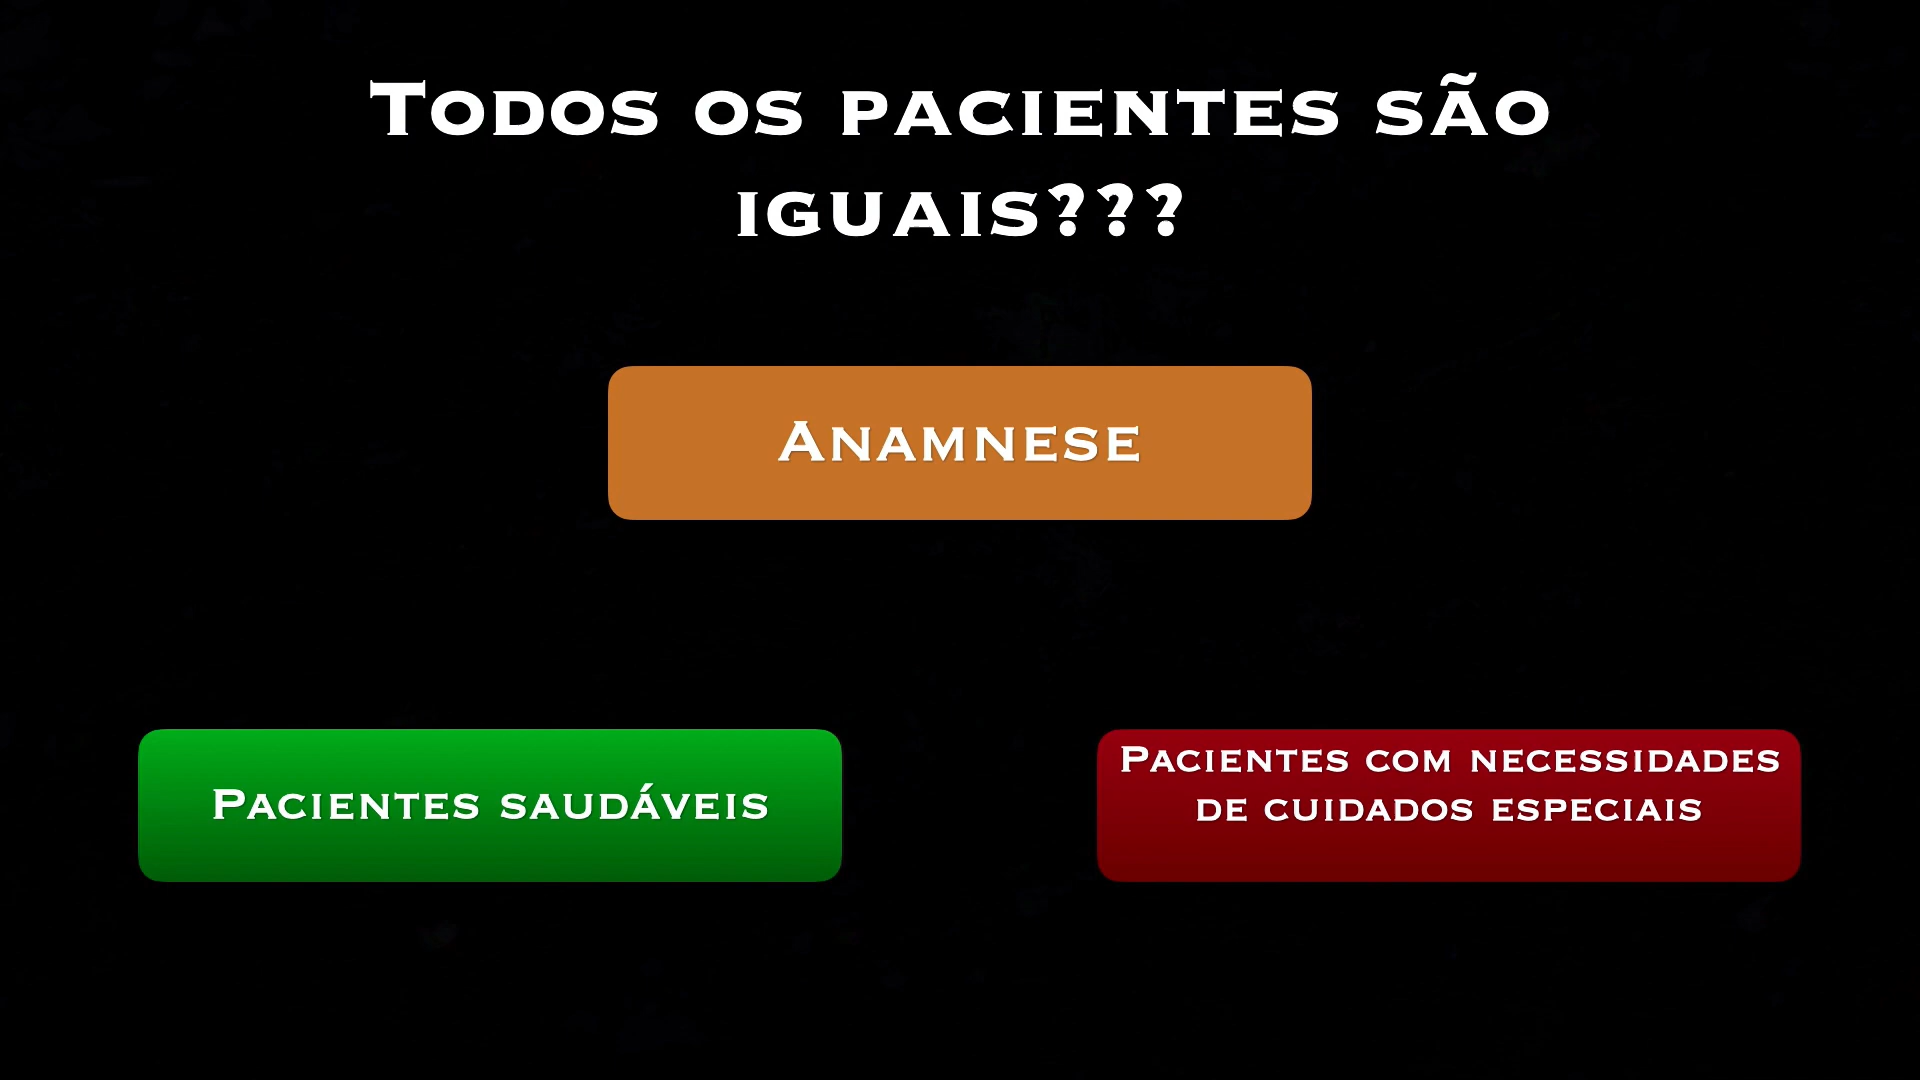 Todos os pacientes são
iguais???
Anamnese
Pacientes saudáveis
Pacientes com necessidades
de cuidados especiais